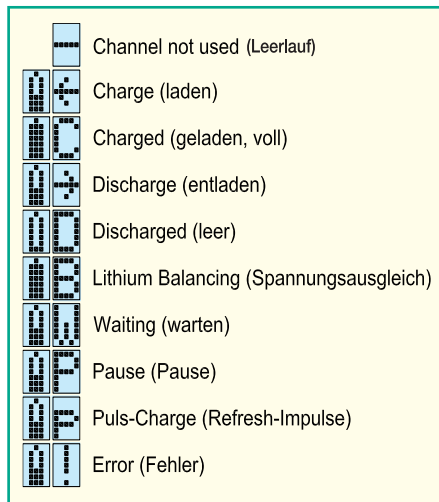 - Channel not used (Leerlauf)
← Charge (laden)
C Charged (geladen, voll)
→ Discharge (entladen)
D Discharged (leer)
B Lithium Balancing (Spannungsausgleich)
W Waiting (warten)
P Pause (Pause)
P Puls-Charge (Refresh-Impulse)
! Error (Fehler)